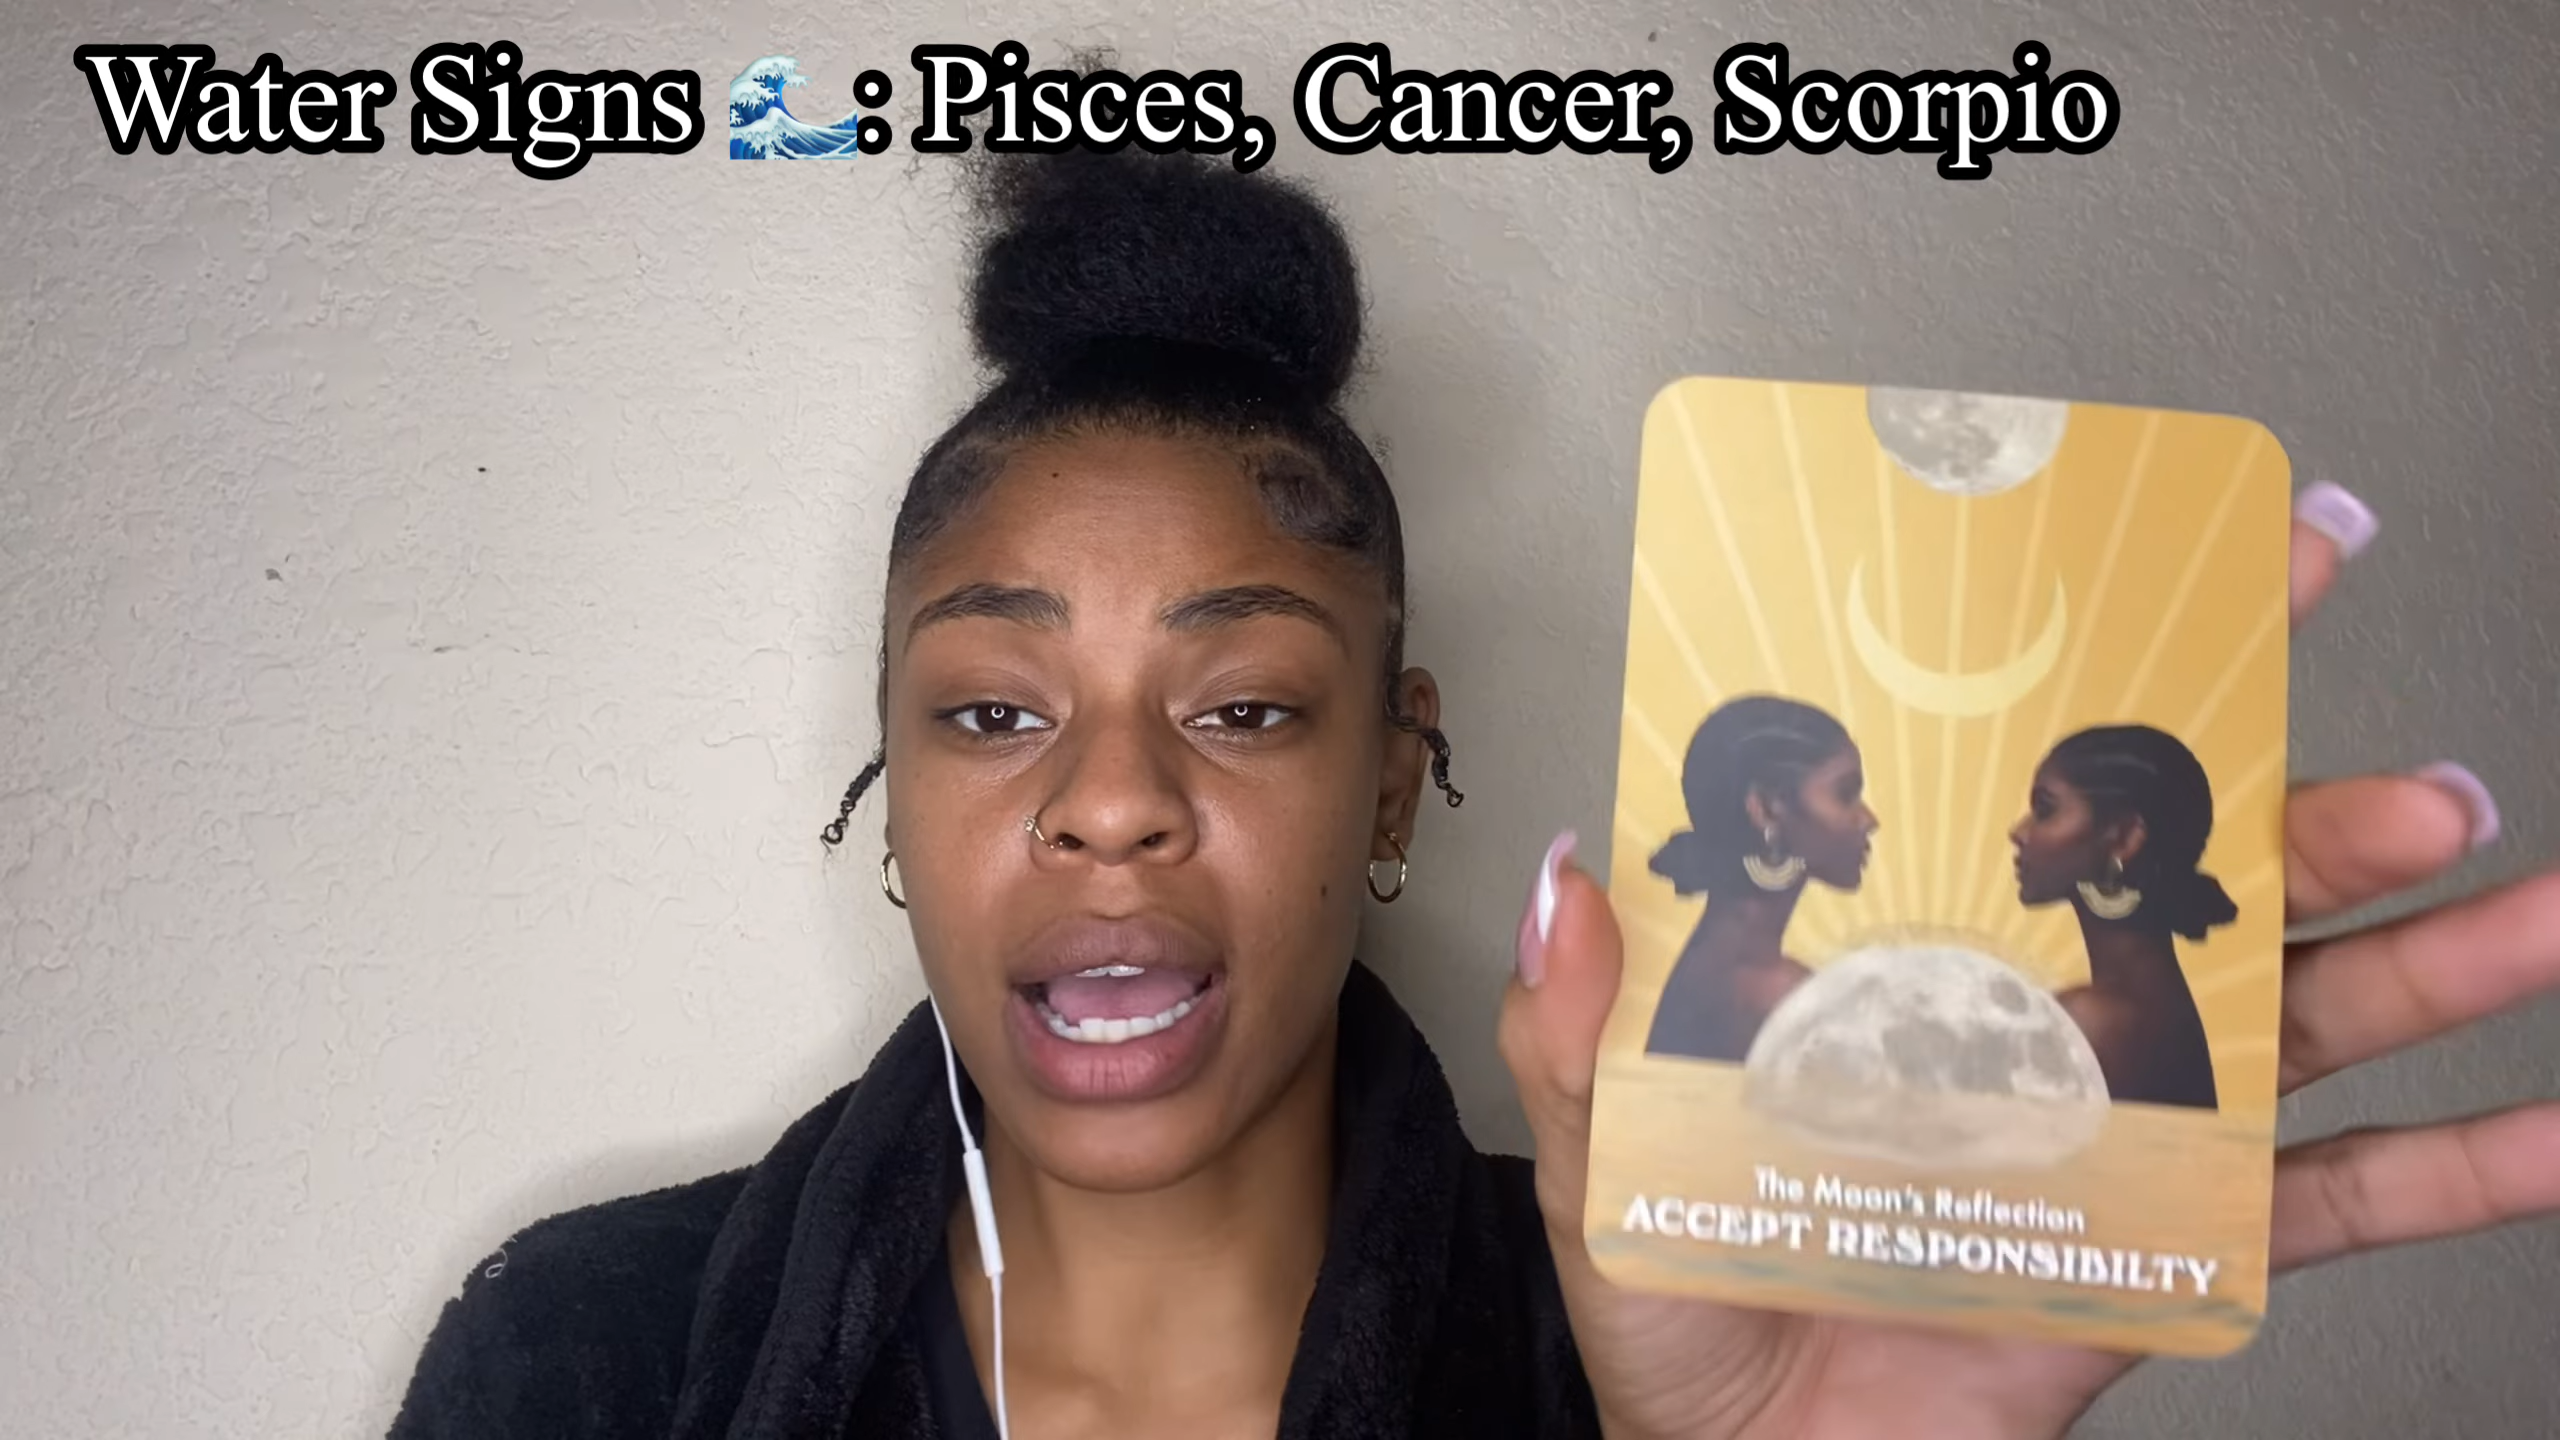 Water Signs 🌊: Pisces, Cancer, Scorpio
The Moon's Reflection
ACCEPT RESPONSIBILTY